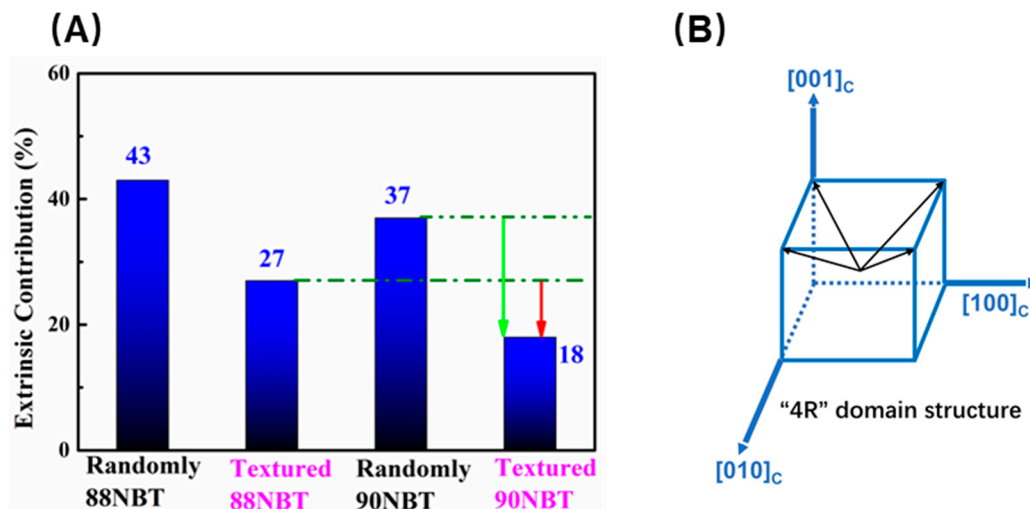 (A)
Extrinsic Contribution (%)
60
40
20
0
43
27
37
18
Randomly
88NBT
Textured
88NBT
Randomly
90NBT
Textured
90NBT
(B)
[001]C
[100]C
[010]C
“4R” domain structure